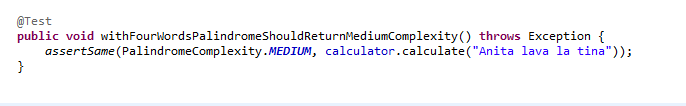 @Test
public void withFourWordsPalindromeShouldReturnMediumComplexity() throws Exception {
    assertSame(PalindromeComplexity.MEDIUM, calculator.calculate("Anita lava la tina"));
}